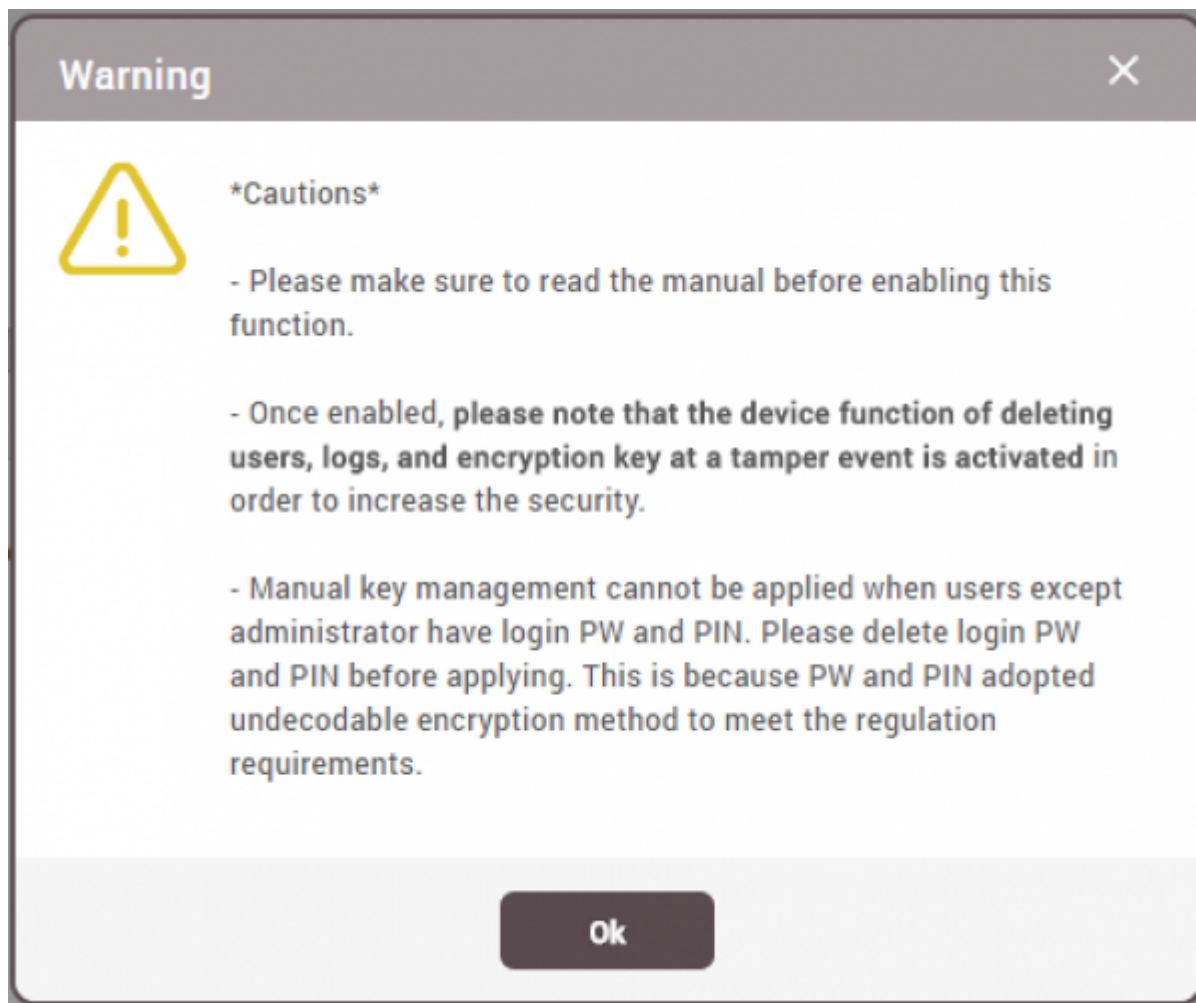 Warning
*Cautions*
- Please make sure to read the manual before enabling this
function.
- Once enabled, please note that the device function of deleting
users, logs, and encryption key at a tamper event is activated in
order to increase the security.
- Manual key management cannot be applied when users except
administrator have login PW and PIN. Please delete login PW
and PIN before applying. This is because PW and PIN adopted
undecodable encryption method to meet the regulation
requirements.
Ok